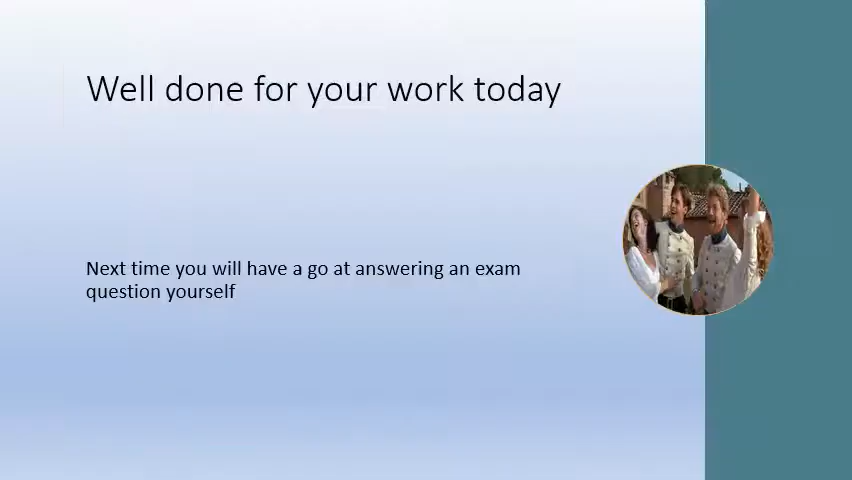 Well done for your work today
Next time you will have a go at answering an exam
question yourself